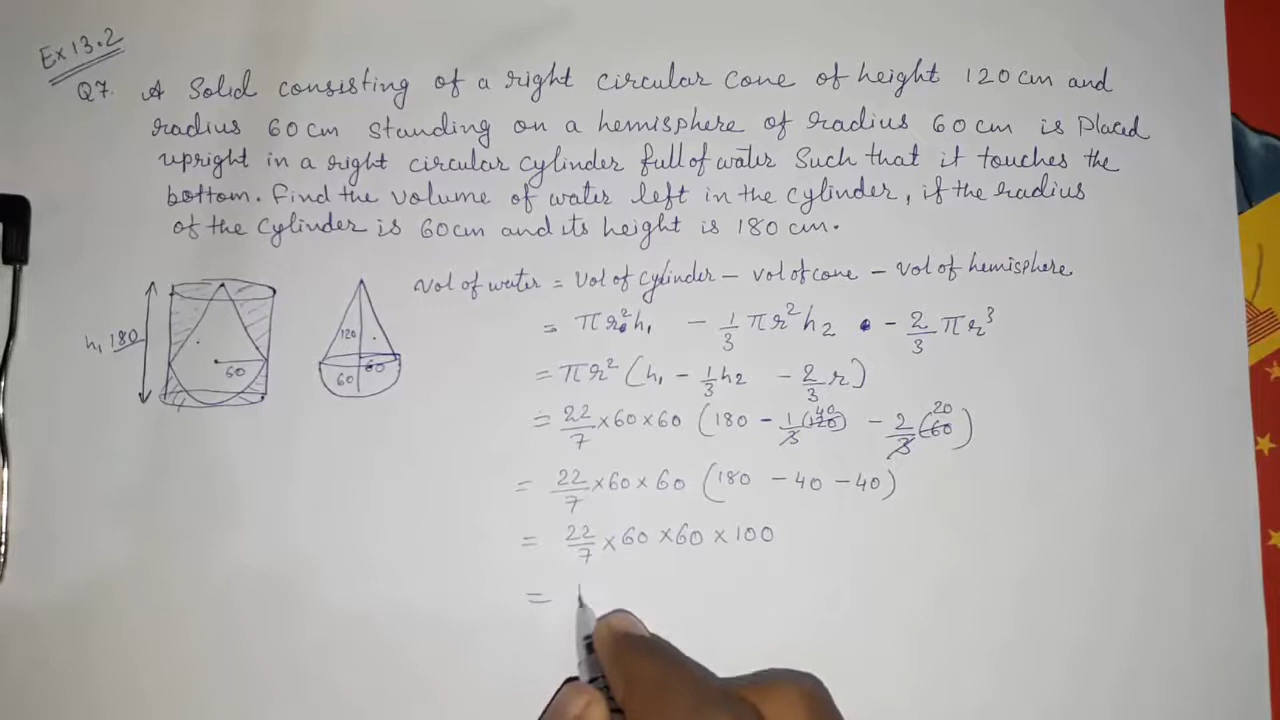 Ex 13.2
Q7. A Solid consisting of a right circular cone of height 120 cm and
radius 60 cm standing on a hemisphere of radius 60 cm is Placed
upright in a right circular cylinder full of water Such that it touches the
bottom. Find the volume of water left in the cylinder, if the radius
of the cylinder is 60 cm and its height is 180 cm.
h₁ 180
60
120
60
60
Vol of water = Vol of cylinder - vol of cone - vol of hemisphere
= πr²h₁ - 1/3 πr²h₂ - 2/3 πr³
= πr² (h₁ - 1/3 h₂ - 2/3 r)
= 22/7 × 60 × 60 (180 - 1/3 (120) 40 - 2/3 (60) 20)
= 22/7 × 60 × 60 (180 - 40 - 40)
= 22/7 × 60 × 60 × 100
=